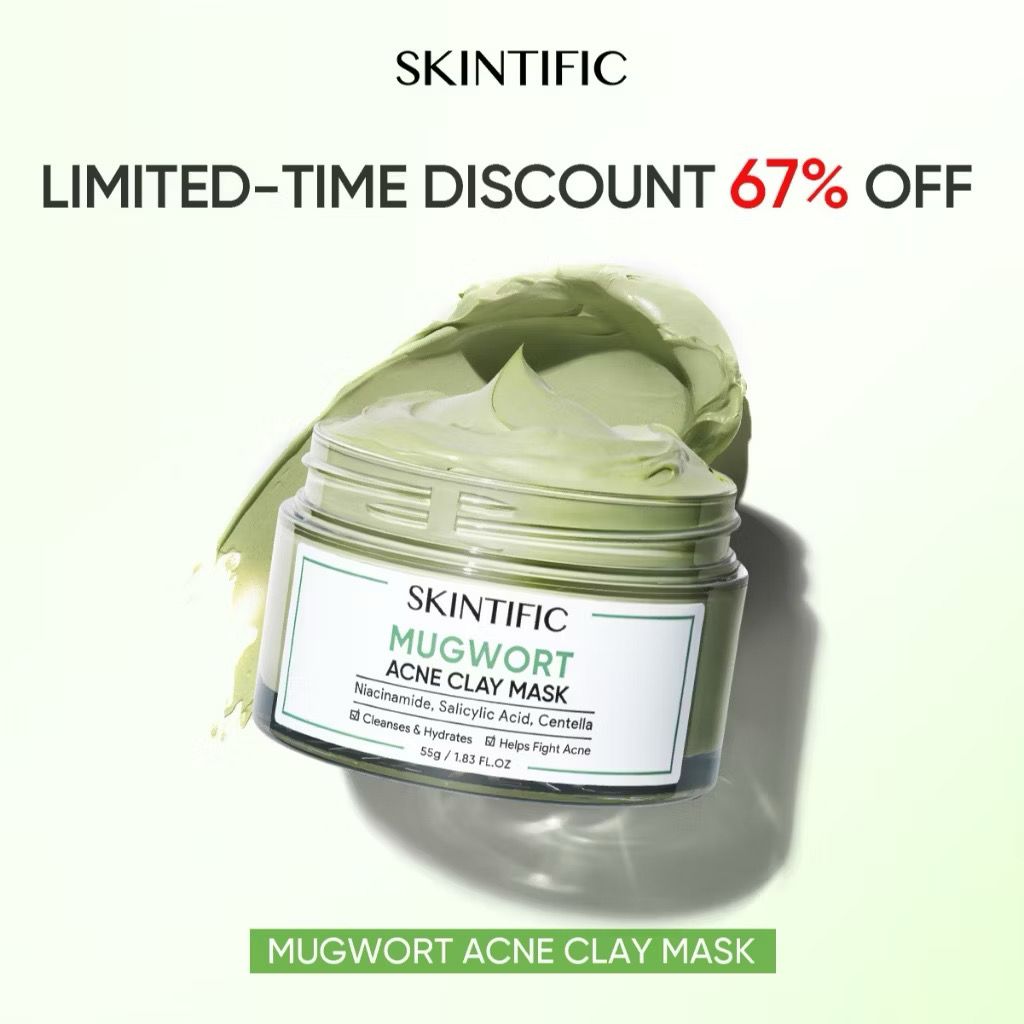 SKINTIFIC
LIMITED-TIME DISCOUNT 67% OFF
SKINTIFIC
MUGWORT
ACNE CLAY MASK
Niacinamide, Salicylic Acid, Centella
☑ Cleanses & Hydrates ☑ Helps Fight Acne
55g / 1.83 FL.OZ
MUGWORT ACNE CLAY MASK